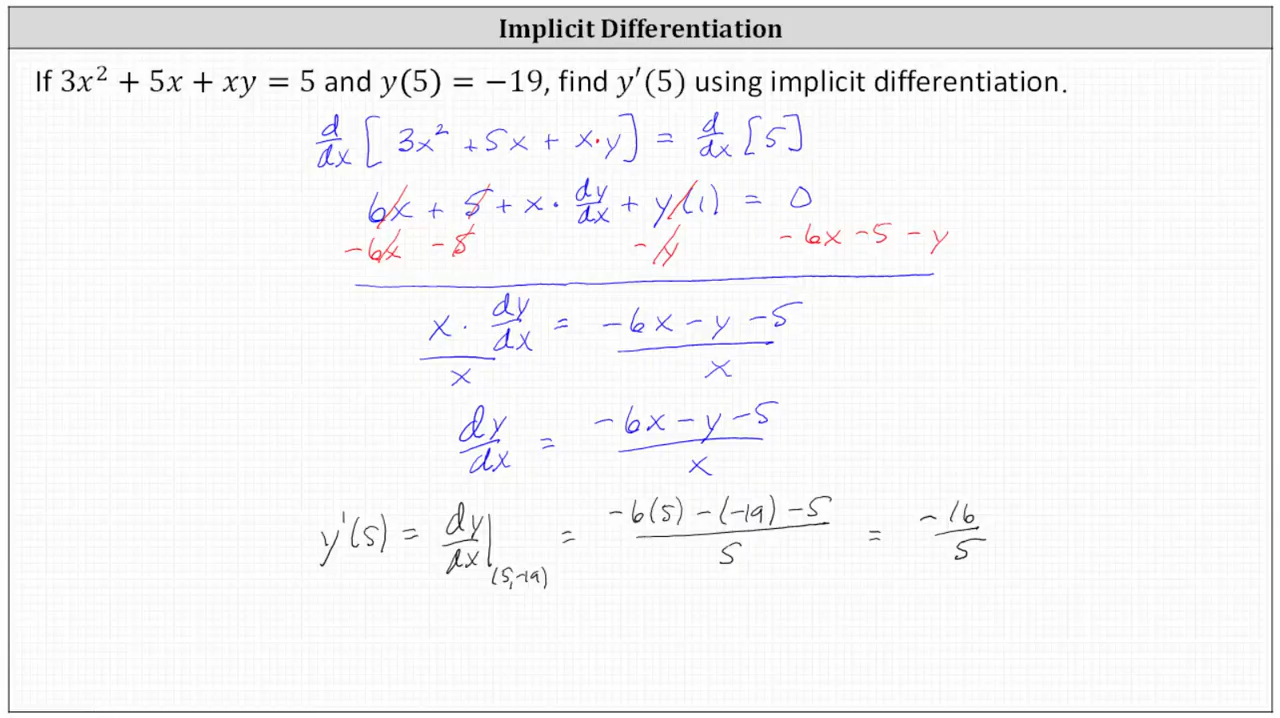 Implicit Differentiation
If 3x² + 5x + xy = 5 and y(5) = −19, find y′(5) using implicit differentiation.
d/dx [ 3x² + 5x + x·y ] = d/dx [5]
6x + 5 + x · dy/dx + y(1) = 0
-6x -5 -y -6x -5 -y
x · dy/dx / x = -6x - y - 5 / x
dy/dx = -6x - y - 5 / x
y'(5) = dy/dx |(5,-19) = -6(5) - (-19) - 5 / 5 = -16/5